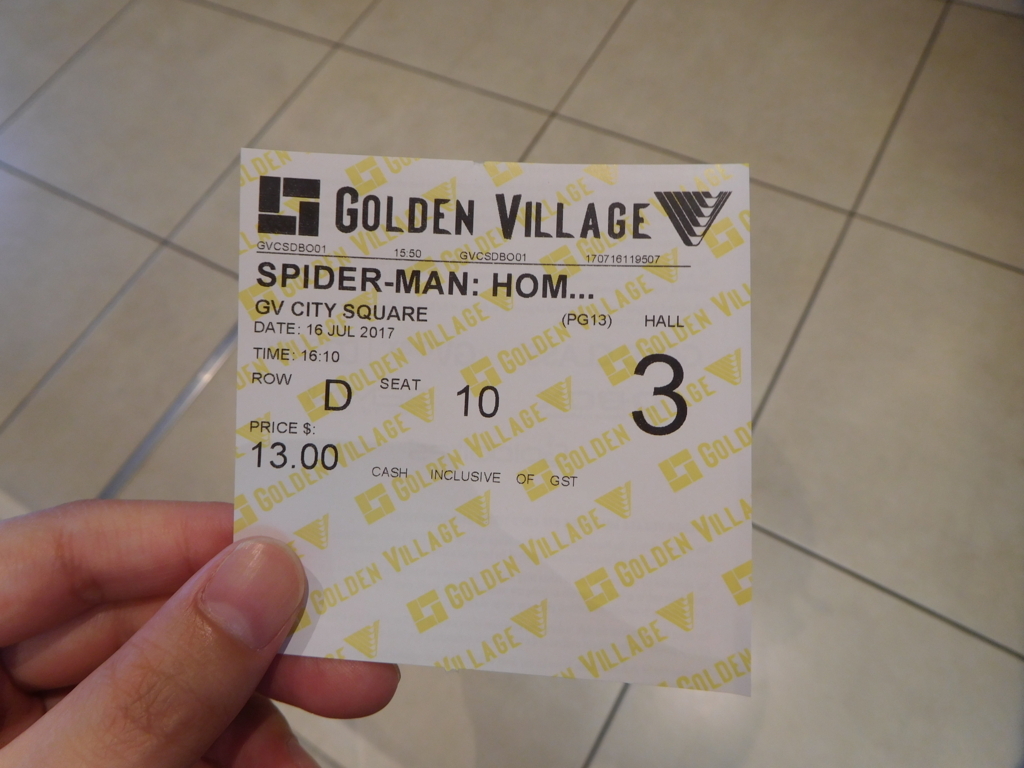 GOLDEN VILLAGE
GVCSDBO01 15:50 GVCSDBO01 170716119507
SPIDER-MAN: HOM...
GV CITY SQUARE (PG13) HALL
DATE: 16 JUL 2017
TIME: 16:10
ROW D SEAT 10 3
PRICE $:
13.00 CASH INCLUSIVE OF GST